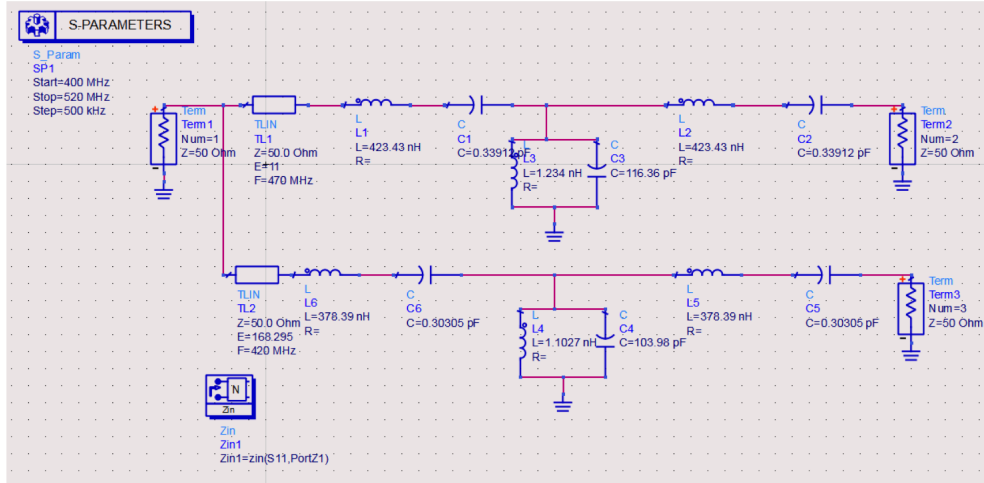 S-PARAMETERS
S_Param
SP1
Start=400 MHz
Stop=520 MHz
Step=500 kHz
Term
Term1
Num=1
Z=50 Ohm
TLIN
TL1
Z=50.0 Ohm
E=11
F=470 MHz
L
L1
L=423.43 nH
R=
C
C1
C=0.33912 pF
L
L3
L=1.234 nH
R=
C
C3
C=116.36 pF
L
L2
L=423.43 nH
R=
C
C2
C=0.33912 pF
Term
Term2
Num=2
Z=50 Ohm
TLIN
TL2
Z=50.0 Ohm
E=168.295
F=420 MHz
L
L6
L=378.39 nH
R=
C
C6
C=0.30305 pF
L
L4
L=1.1027 nH
R=
C
C4
C=103.98 pF
L
L5
L=378.39 nH
R=
C
C5
C=0.30305 pF
Term
Term3
Num=3
Z=50 Ohm
N
Zin
Zin
Zin1
Zin1=zin(S11,PortZ1)